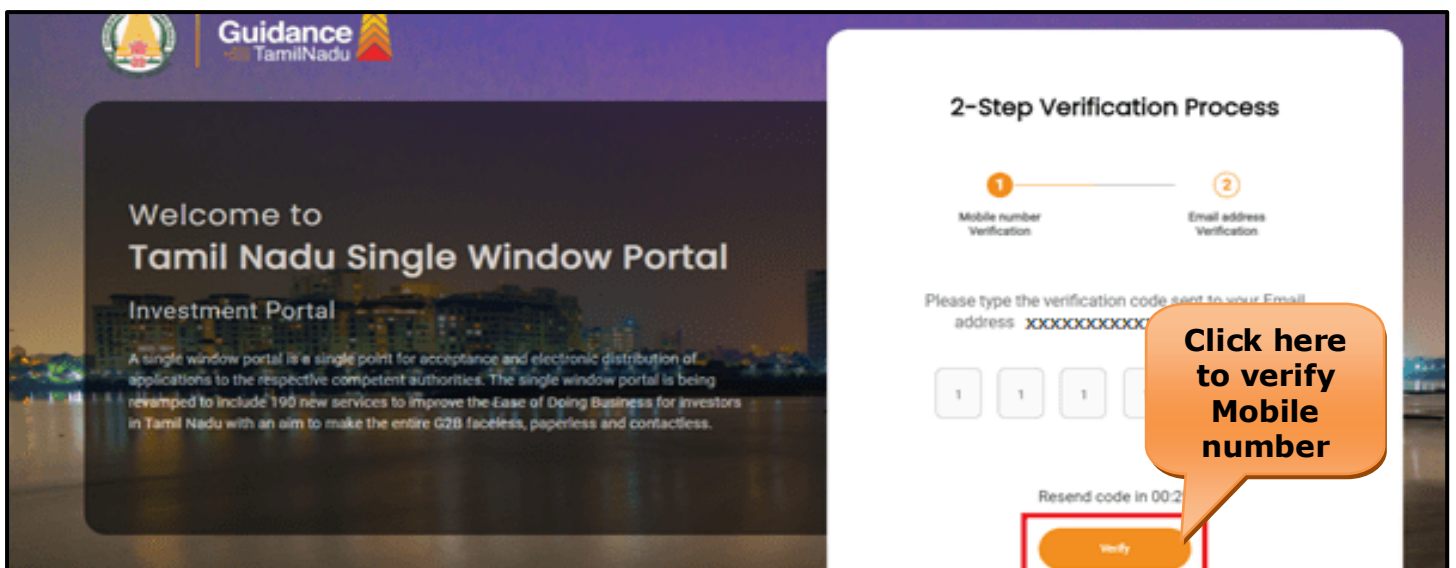 Guidance
TamilNadu
Welcome to
Tamil Nadu Single Window Portal
Investment Portal
A single window portal is a single point for acceptance and electronic distribution of
applications to the respective competent authorities. The single window portal is being
revamped to include 190 new services to improve the Ease of Doing Business for investors
in Tamil Nadu with an aim to make the entire G2B faceless, paperless and contactless.
2-Step Verification Process
1
2
Mobile number
Verification
Email address
Verification
Please type the verification code sent to your Email
address XXXXXXXXXX
1 1 1
Resend code in 00:2
Verify
Click here
to verify
Mobile
number